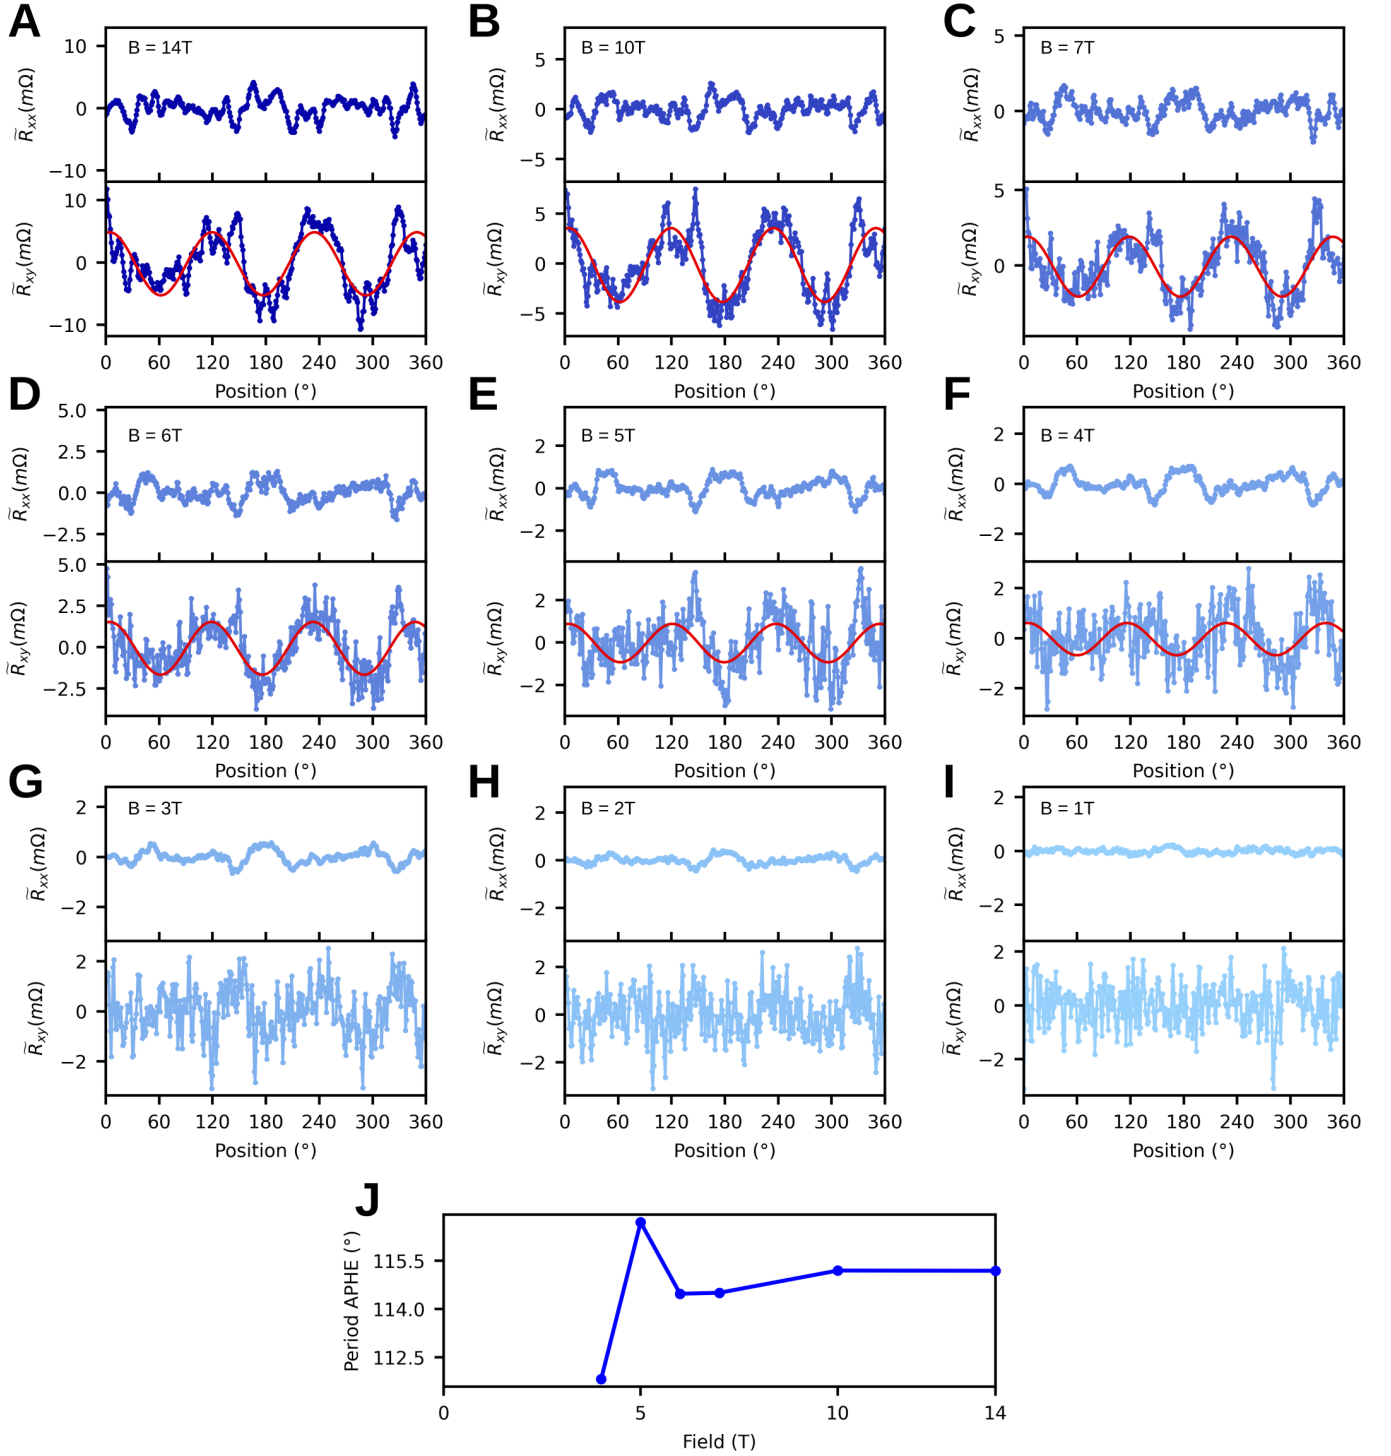 A
B = 14T
10
0
−10
R̃xx(mΩ)
10
0
−10
R̃xy(mΩ)
0 60 120 180 240 300 360
Position (°)
B
B = 10T
5
0
−5
R̃xx(mΩ)
5
0
−5
R̃xy(mΩ)
0 60 120 180 240 300 360
Position (°)
C
B = 7T
5
0
R̃xx(mΩ)
5
0
R̃xy(mΩ)
0 60 120 180 240 300 360
Position (°)
D
B = 6T
5.0
2.5
0.0
−2.5
R̃xx(mΩ)
5.0
2.5
0.0
−2.5
R̃xy(mΩ)
0 60 120 180 240 300 360
Position (°)
E
B = 5T
2
0
−2
R̃xx(mΩ)
2
0
−2
R̃xy(mΩ)
0 60 120 180 240 300 360
Position (°)
F
B = 4T
2
0
−2
R̃xx(mΩ)
2
0
−2
R̃xy(mΩ)
0 60 120 180 240 300 360
Position (°)
G
B = 3T
2
0
−2
R̃xx(mΩ)
2
0
−2
R̃xy(mΩ)
0 60 120 180 240 300 360
Position (°)
H
B = 2T
2
0
−2
R̃xx(mΩ)
2
0
−2
R̃xy(mΩ)
0 60 120 180 240 300 360
Position (°)
I
B = 1T
2
0
−2
R̃xx(mΩ)
2
0
−2
R̃xy(mΩ)
0 60 120 180 240 300 360
Position (°)
J
115.5
114.0
112.5
Period APHE (°)
0 5 10 14
Field (T)